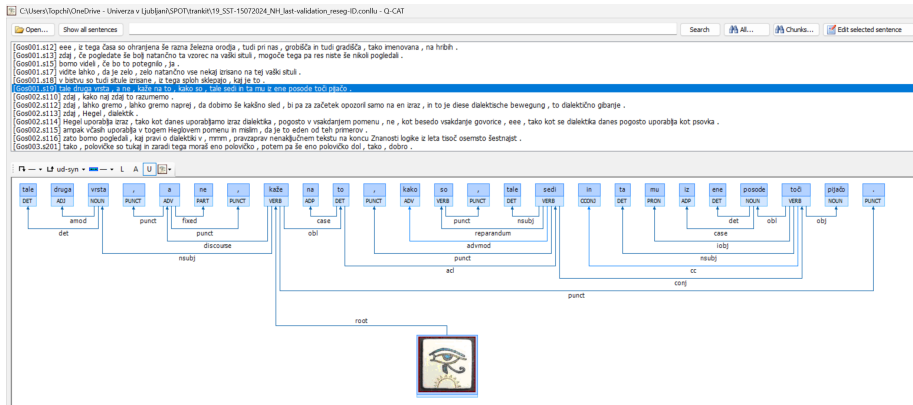 C:\Users\Topchi\OneDrive - Univerza v Ljubljani\SPOT\trankit\19_SST-15072024_NH_last-validation_reseg-ID.conllu - Q-CAT
Open... Show all sentences Search All... Chunks... Edit selected sentence
[Gos001.s12] eee , iz tega časa so ohranjena še razna železna orodja , tudi pri nas , grobišča in tudi gradišča , tako imenovana , na hribih .
[Gos001.s13] zdaj , če pogledate še bolj natančno ta vzorec na vaški situli , mogoče tega pa res niste še nikoli pogledali .
[Gos001.s15] bomo videli , če bo to potegnilo , ja .
[Gos001.s17] vidite lahko , da je zelo , zelo natančno vse nekaj izrisano na tej vaški situli .
[Gos001.s18] v bistvu so tudi situle izrisane , iz tega sploh sklepajo , kaj je to .
[Gos001.s19] tale druga vrsta , a ne , kaže na to , kako so , tale sedi in ta mu iz ene posode toči pijačo .
[Gos002.s110] zdaj , kako naj zdaj to razumemo .
[Gos002.s112] zdaj , lahko gremo , lahko gremo naprej , da dobimo še kakšno sled , bi pa za začetek opozoril samo na en izraz , in to je diese dialektische bewegung , to dialektično gibanje .
[Gos002.s113] zdaj , Hegel , dialektik .
[Gos002.s114] Hegel uporablja izraz , tako kot danes uporabljamo izraz dialektika , pogosto v vsakdanjem pomenu , ne , kot besedo vsakdanje govorice , eee , tako kot se dialektika danes pogosto uporablja kot psovka .
[Gos002.s115] ampak včasih uporablja v togem Heglovem pomenu in mislim , da je to eden od teh primerov .
[Gos002.s116] zato bomo pogledali , kaj pravi o dialektiki v , mmm , pravzaprav nenaključnem tekstu na koncu Znanosti logike iz leta tisoč osemsto šestnajst .
[Gos003.s201] tako , polovičke so tukaj in zaradi tega moraš eno polovičko , potem pa še eno polovičko dol , tako , dobro .
ud-syn L A U
tale druga vrsta , a ne , kaže na to , kako so , tale sedi in ta mu iz ene posode toči pijačo .
DET ADJ NOUN PUNCT ADV PART PUNCT VERB ADP DET PUNCT ADV VERB PUNCT DET VERB CCONJ DET PRON ADP DET NOUN VERB NOUN PUNCT
amod punct fixed case punct nsubj det obl obj
det punct obl reparandum case
discourse advmod iobj
nsubj punct nsubj
acl cc
conj
punct
root